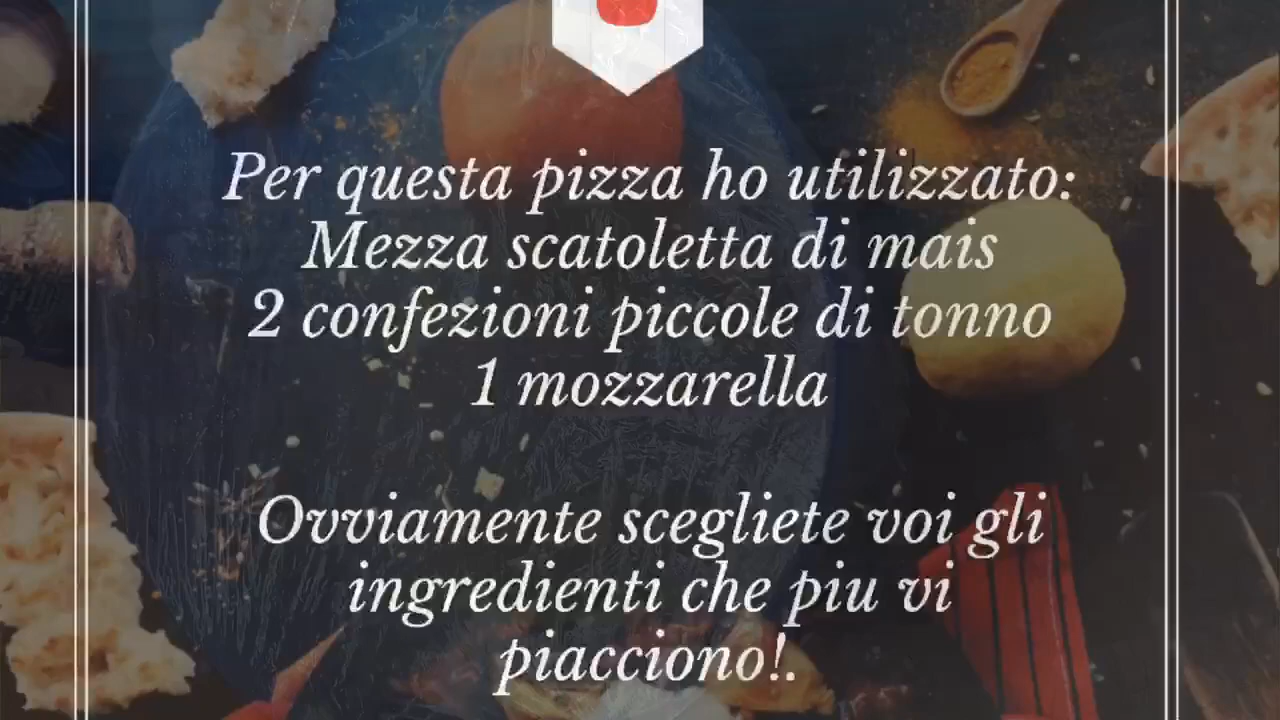 Per questa pizza ho utilizzato:
Mezza scatoletta di mais
2 confezioni piccole di tonno
1 mozzarella
Ovviamente scegliete voi gli
ingredienti che piu vi
piacciono!.